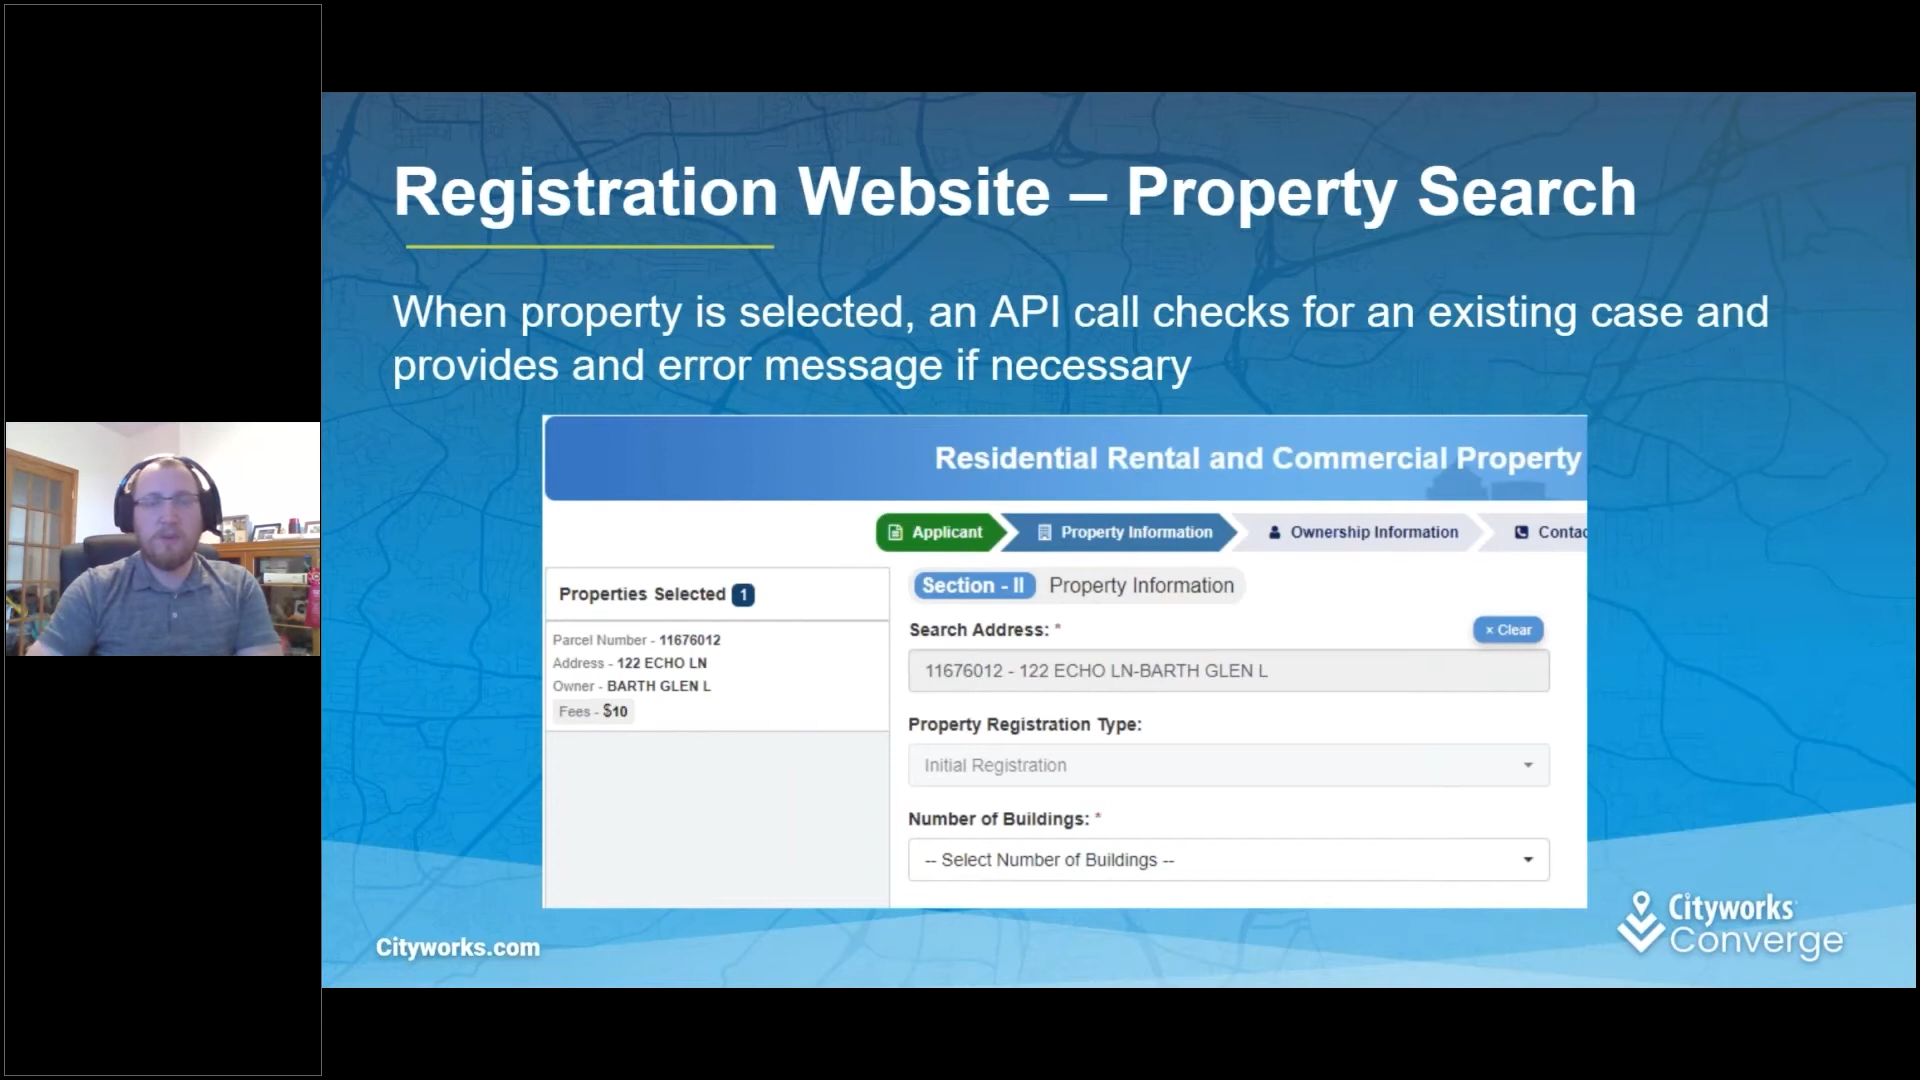 Registration Website – Property Search
When property is selected, an API call checks for an existing case and
provides and error message if necessary
Residential Rental and Commercial Property
Applicant
Property Information
Ownership Information
Contac
Properties Selected 1
Parcel Number - 11676012
Address - 122 ECHO LN
Owner - BARTH GLEN L
Fees - $10
Section - II Property Information
Search Address: *
× Clear
11676012 - 122 ECHO LN-BARTH GLEN L
Property Registration Type:
Initial Registration
Number of Buildings: *
-- Select Number of Buildings --
Cityworks.com
Cityworks
Converge